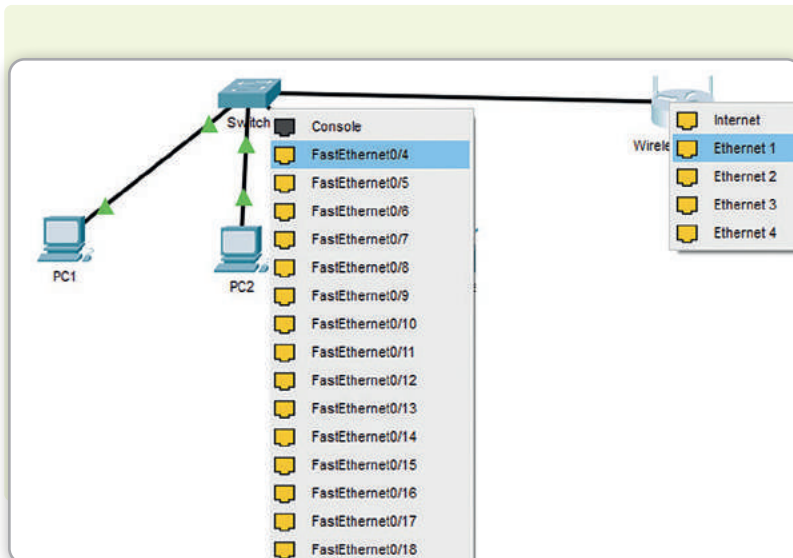 Switch
Console
FastEthernet0/4
FastEthernet0/5
FastEthernet0/6
FastEthernet0/7
FastEthernet0/8
FastEthernet0/9
FastEthernet0/10
FastEthernet0/11
FastEthernet0/12
FastEthernet0/13
FastEthernet0/14
FastEthernet0/15
FastEthernet0/16
FastEthernet0/17
FastEthernet0/18
PC1
PC2
Internet
Ethernet 1
Ethernet 2
Ethernet 3
Ethernet 4